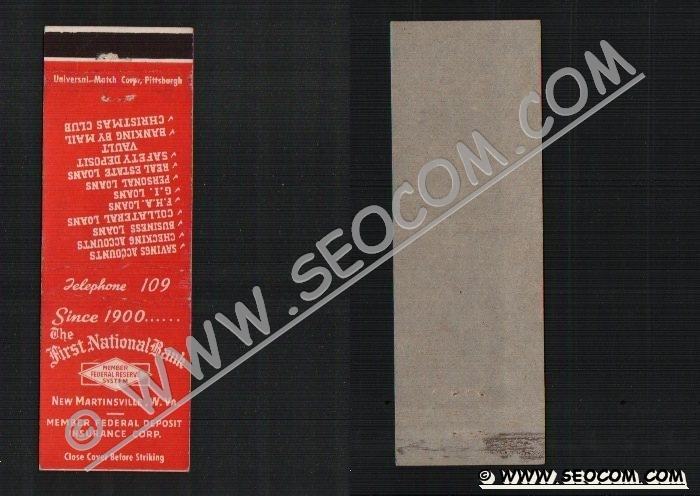 Universal Match Corp, Pittsburgh
✓ SAVINGS ACCOUNTS
✓ CHECKING ACCOUNTS
✓ BUSINESS LOANS
✓ COLLATERAL LOANS
✓ F.H.A. LOANS
✓ G.I. LOANS
✓ PERSONAL LOANS
✓ REAL ESTATE LOANS
✓ SAFETY DEPOSIT
VAULT
✓ BANKING BY MAIL
✓ CHRISTMAS CLUB
Telephone 109
Since 1900......
The
First National Bank
MEMBER
FEDERAL RESERVE
SYSTEM
NEW MARTINSVILLE, W. VA.
MEMBER FEDERAL DEPOSIT
INSURANCE CORP.
Close Cover Before Striking
© WWW.SEOCOM.COM
© WWW.SEOCOM.COM